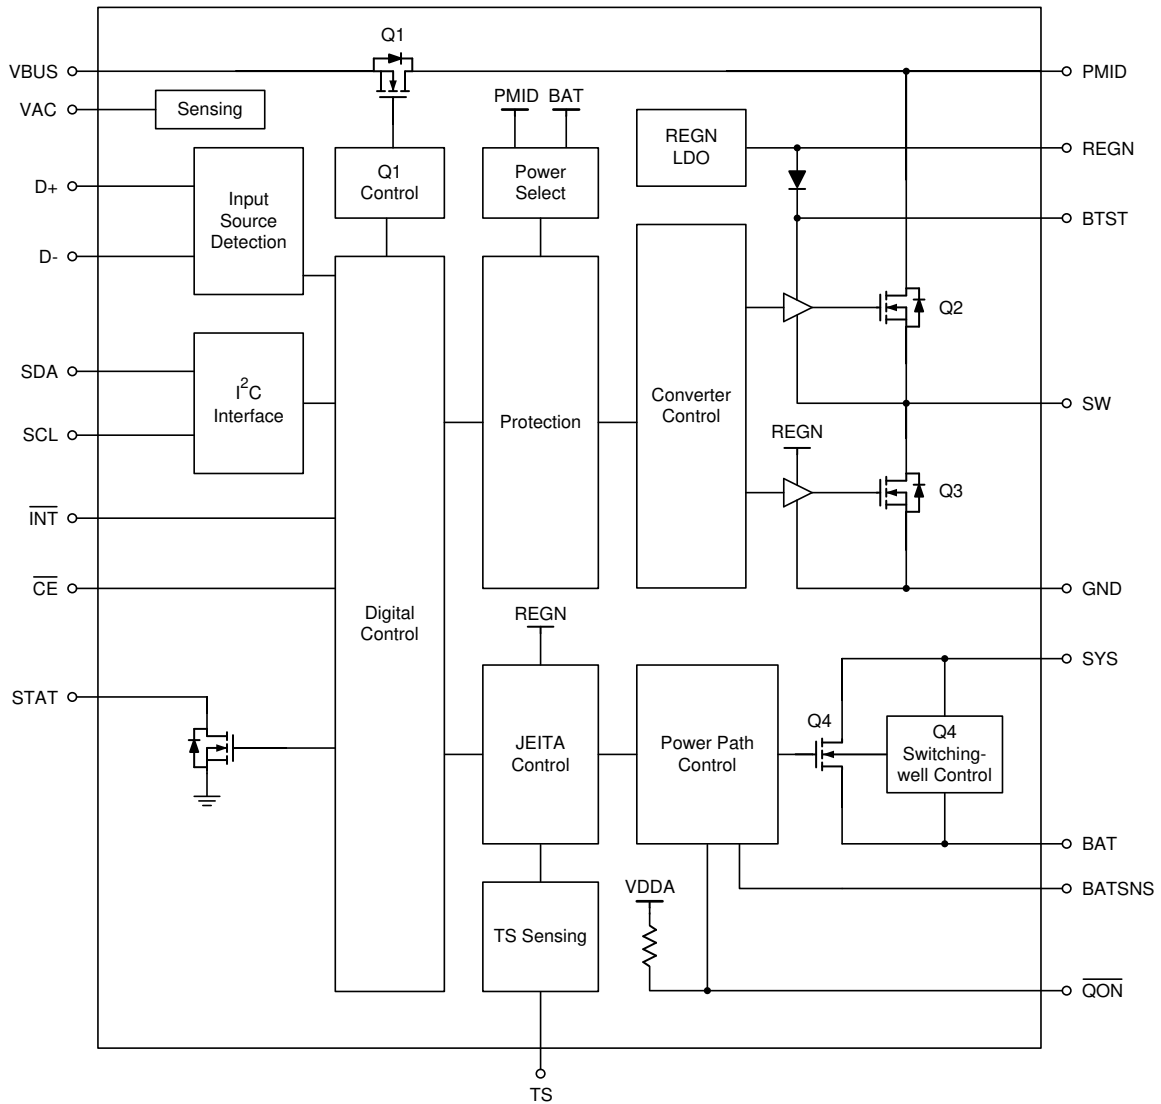 Q1
VBUS
PMID
VAC
Sensing
PMID
BAT
REGN
LDO
REGN
Q1
Control
Power
Select
D+
Input
Source
Detection
BTST
D-
Q2
SDA
I²C
Interface
SCL
Protection
Converter
Control
SW
REGN
Q3
INT
CE
GND
Digital
Control
REGN
SYS
STAT
JEITA
Control
Power Path
Control
Q4
Q4
Switching-
well Control
BAT
BATSNS
VDDA
TS Sensing
QON
TS